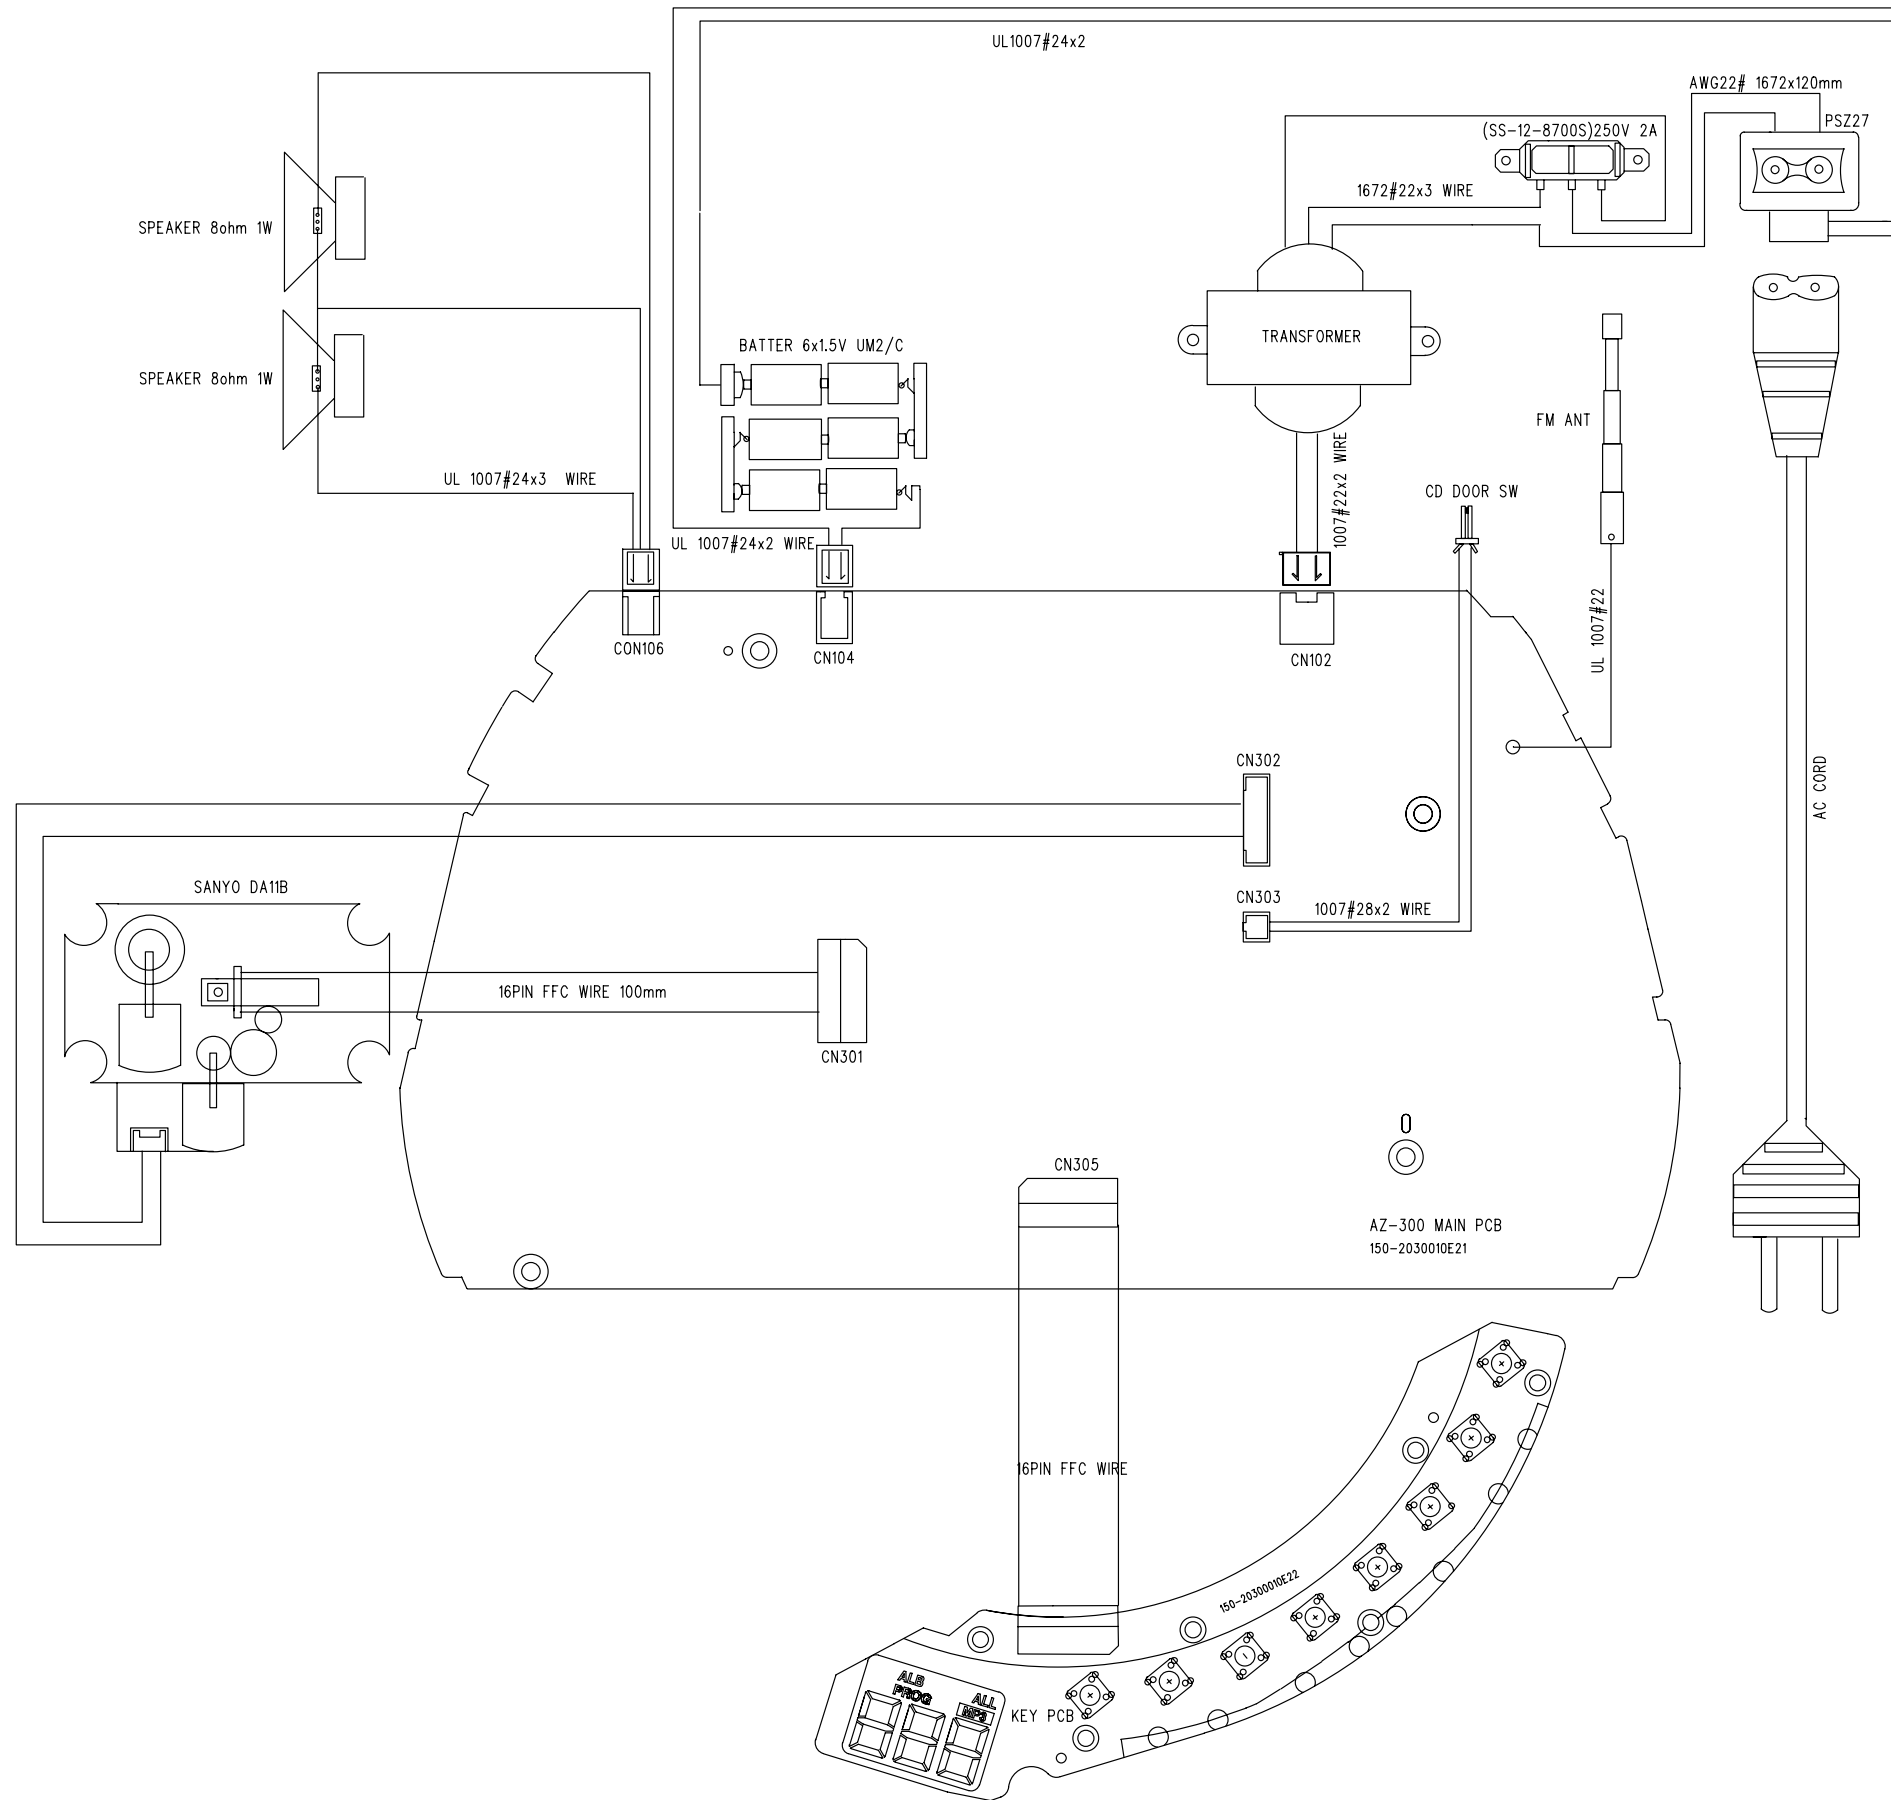 UL1007#24x2
AWG22# 1672x120mm
PSZ27
(SS-12-8700S)250V 2A
1672#22x3 WIRE
SPEAKER 8ohm 1W
TRANSFORMER
BATTER 6x1.5V UM2/C
SPEAKER 8ohm 1W
FM ANT
UL 1007#24x3 WIRE
1007#22x2 WIRE
CD DOOR SW
UL 1007#24x2 WIRE
UL 1007#22
CON106
CN104
CN102
CN302
AC CORD
SANYO DA11B
CN303
1007#28x2 WIRE
16PIN FFC WIRE 100mm
CN301
CN305
AZ-300 MAIN PCB
150-2030010E21
16PIN FFC WIRE
150-20300010E22
ALB
PROG
ALL
MP3
KEY PCB